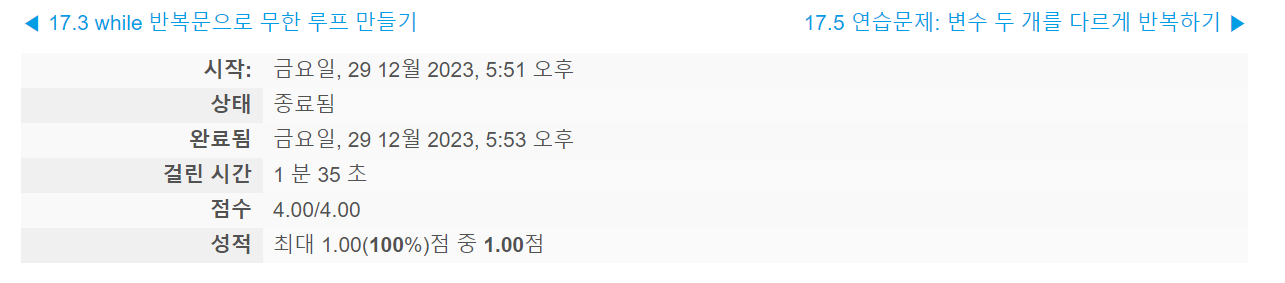 ◀ 17.3 while 반복문으로 무한 루프 만들기 17.5 연습문제: 변수 두 개를 다르게 반복하기 ▶
시작: 금요일, 29 12월 2023, 5:51 오후
상태 종료됨
완료됨 금요일, 29 12월 2023, 5:53 오후
걸린 시간 1 분 35 초
점수 4.00/4.00
성적 최대 1.00(100%)점 중 1.00점